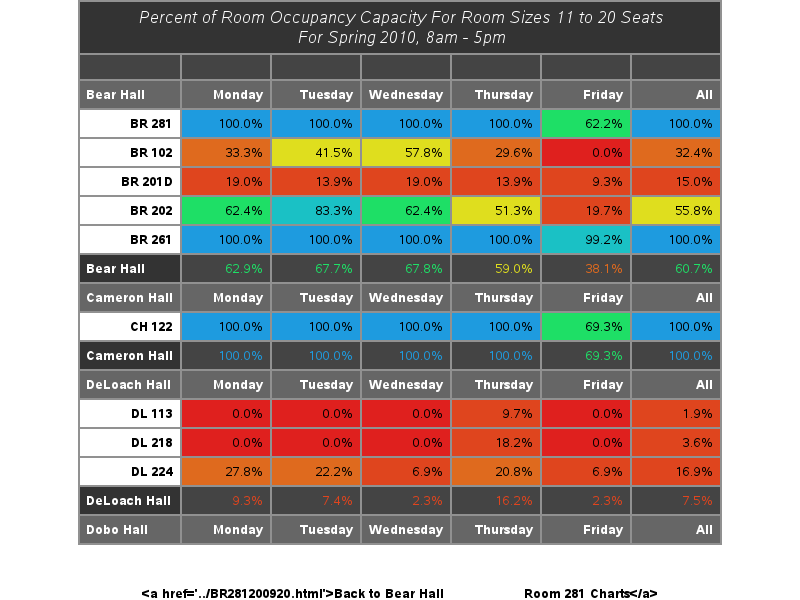 Percent of Room Occupancy Capacity For Room Sizes 11 to 20 Seats
For Spring 2010, 8am - 5pm
Bear Hall Monday Tuesday Wednesday Thursday Friday All
BR 281 100.0% 100.0% 100.0% 100.0% 62.2% 100.0%
BR 102 33.3% 41.5% 57.8% 29.6% 0.0% 32.4%
BR 201D 19.0% 13.9% 19.0% 13.9% 9.3% 15.0%
BR 202 62.4% 83.3% 62.4% 51.3% 19.7% 55.8%
BR 261 100.0% 100.0% 100.0% 100.0% 99.2% 100.0%
Bear Hall 62.9% 67.7% 67.8% 59.0% 38.1% 60.7%
Cameron Hall Monday Tuesday Wednesday Thursday Friday All
CH 122 100.0% 100.0% 100.0% 100.0% 69.3% 100.0%
Cameron Hall 100.0% 100.0% 100.0% 100.0% 69.3% 100.0%
DeLoach Hall Monday Tuesday Wednesday Thursday Friday All
DL 113 0.0% 0.0% 0.0% 9.7% 0.0% 1.9%
DL 218 0.0% 0.0% 0.0% 18.2% 0.0% 3.6%
DL 224 27.8% 22.2% 6.9% 20.8% 6.9% 16.9%
DeLoach Hall 9.3% 7.4% 2.3% 16.2% 2.3% 7.5%
Dobo Hall Monday Tuesday Wednesday Thursday Friday All
<a href='../BR281200920.html'>Back to Bear Hall Room 281 Charts</a>